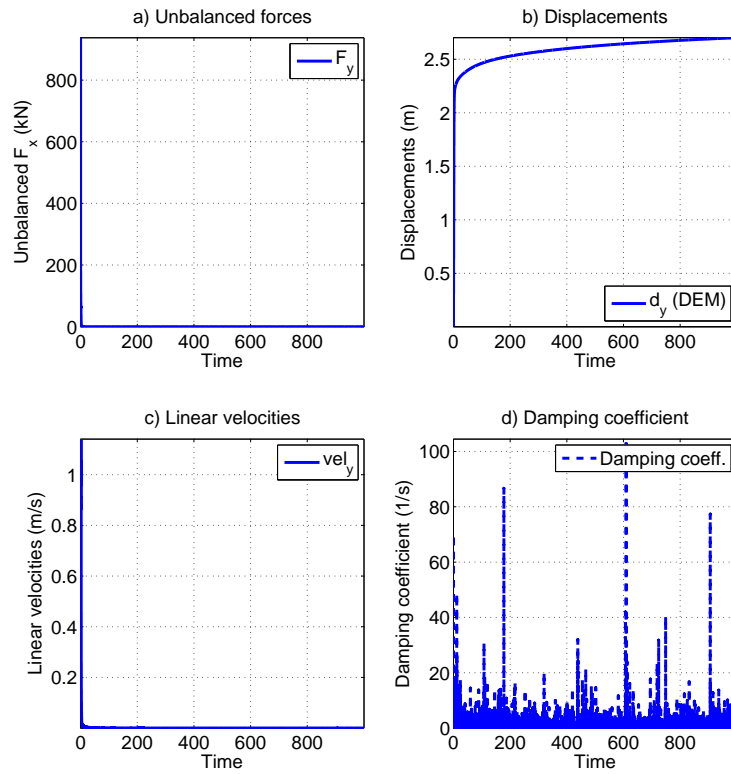 a) Unbalanced forces
F_y
Unbalanced F_x (kN)
800
600
400
200
0
0 200 400 600 800
Time
b) Displacements
Displacements (m)
2.5
2
1.5
1
0.5
d_y (DEM)
0 200 400 600 800
Time
c) Linear velocities
vel_y
Linear velocities (m/s)
1
0.8
0.6
0.4
0.2
0 200 400 600 800
Time
d) Damping coefficient
Damping coeff.
Damping coefficient (1/s)
100
80
60
40
20
0
0 200 400 600 800
Time